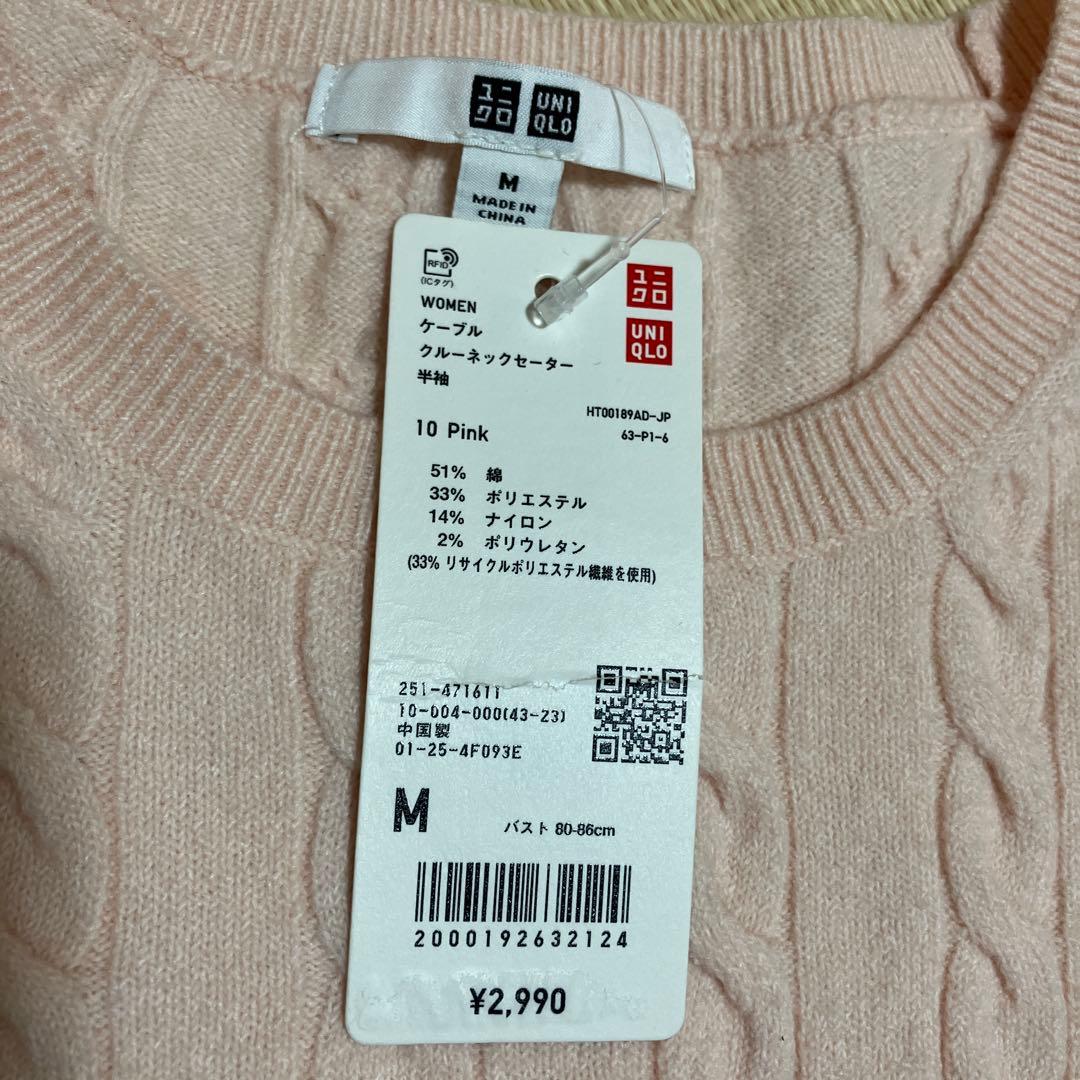 ユニ
クロ
UNI
QLO
M
MADE IN
CHINA
RFID
(ICタグ)
ユニ
クロ
UNI
QLO
WOMEN
ケーブル
クルーネックセーター
半袖
HT00189AD-JP
10 Pink
63-P1-6
51% 綿
33% ポリエステル
14% ナイロン
2% ポリウレタン
(33% リサイクルポリエステル繊維を使用)
251-471611
10-004-000(43-23)
中国製
01-25-4F093E
M
バスト 80-86cm
2000192632124
¥2,990